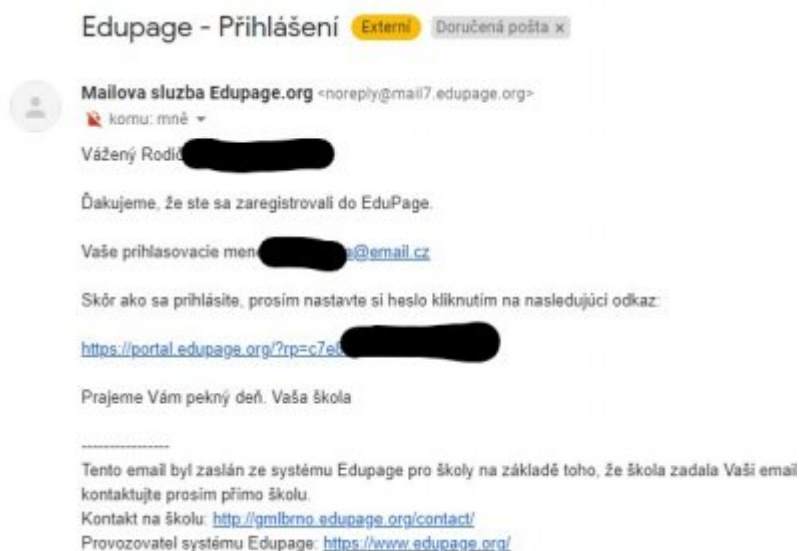 Edupage - Přihlášení Externí Doručená pošta x
Mailova sluzba Edupage.org <noreply@mail7.edupage.org>
komu: mně
Vážený Rodič
Ďakujeme, že ste sa zaregistrovali do EduPage.
Vaše prihlasovacie men @email.cz
Skôr ako sa prihlásite, prosím nastavte si heslo kliknutím na nasledujúci odkaz:
https://portal.edupage.org/?rp=c7e8
Prajeme Vám pekný deň. Vaša škola
----------------
Tento email byl zaslán ze systému Edupage pro školy na základě toho, že škola zadala Vaši email
kontaktujte prosím přímo školu.
Kontakt na školu: http://gmlbrno.edupage.org/contact/
Provozovatel systému Edupage: https://www.edupage.org/